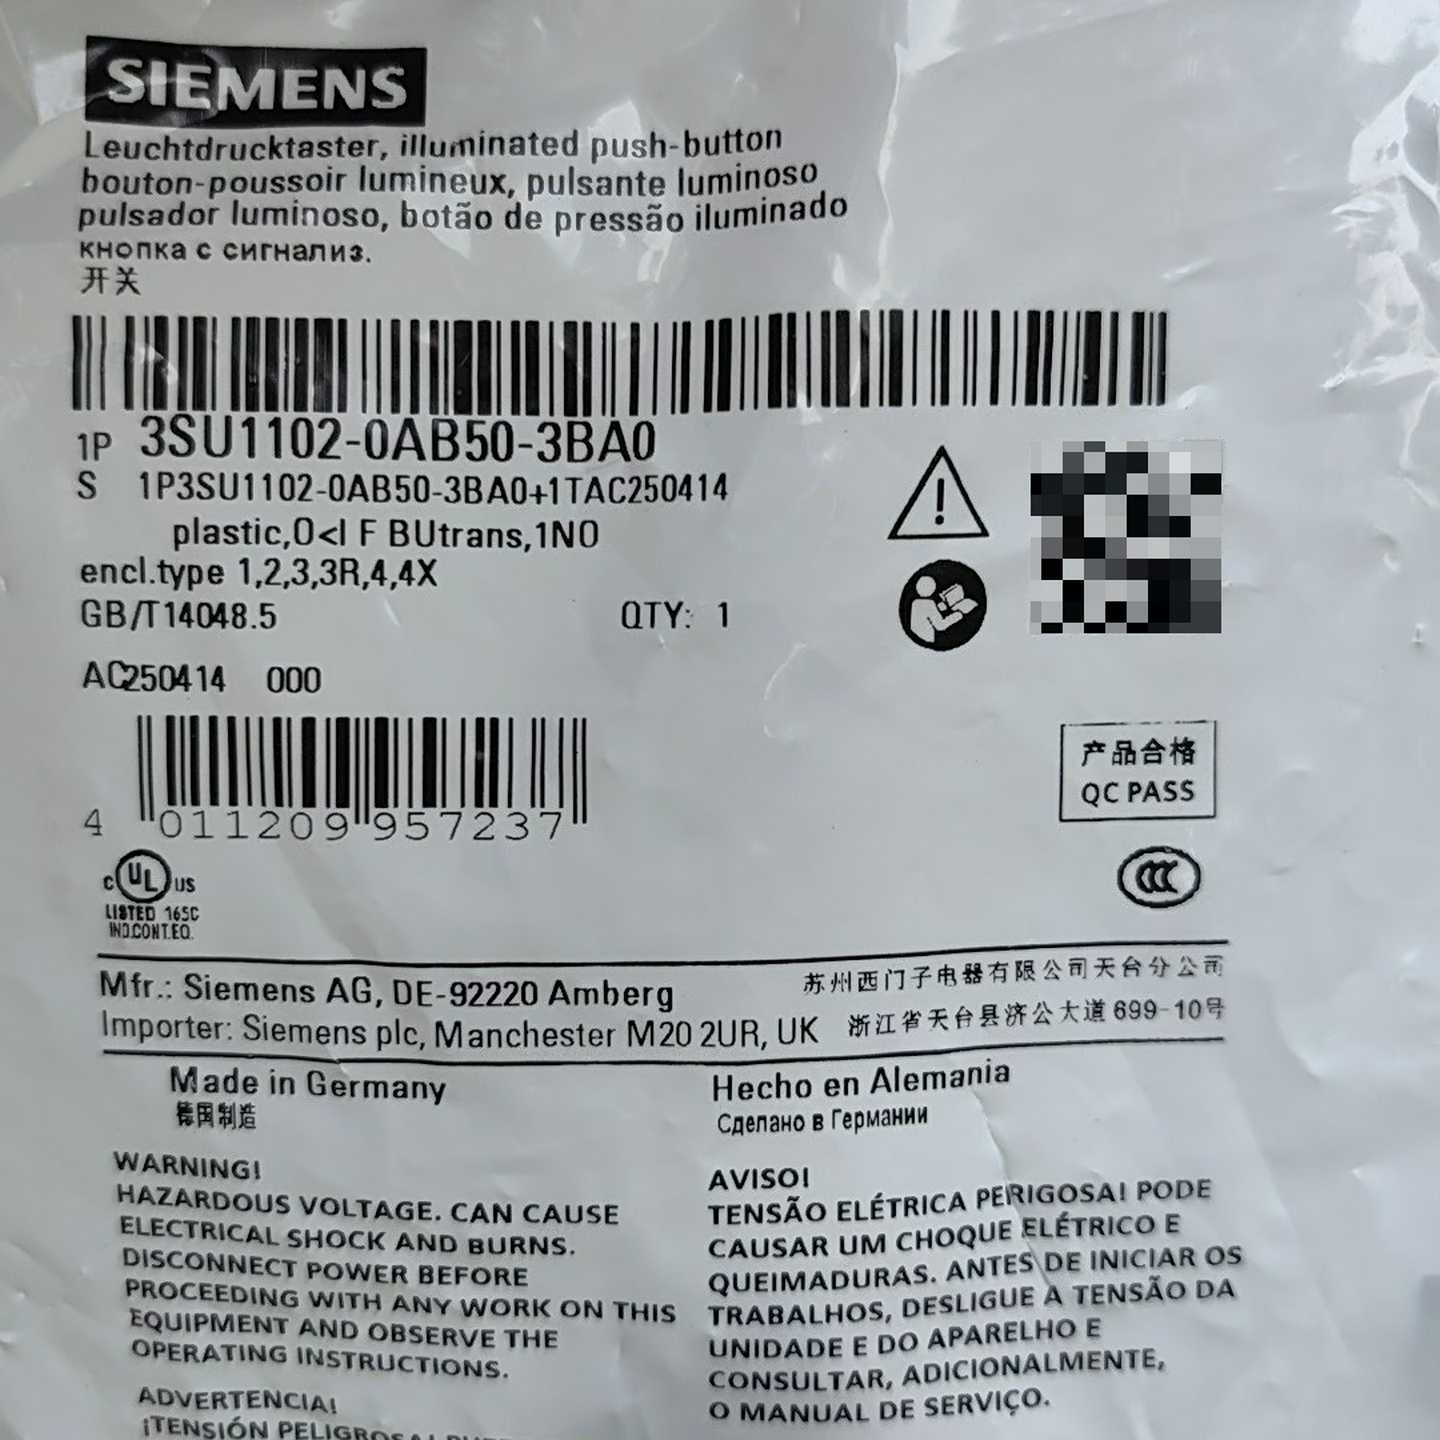 SIEMENS
Leuchtdrucktaster, illuminated push-button
bouton-poussoir lumineux, pulsante luminoso
pulsador luminoso, botão de pressão iluminado
кнопка с сигнализ.
开关
1P 3SU1102-0AB50-3BA0
S 1P3SU1102-0AB50-3BA0+1TAC250414
plastic,O<I F BUtrans,1NO
encl.type 1,2,3,3R,4,4X
GB/T14048.5 QTY: 1
AC250414 000
4 011209 957237
产品合格
QC PASS
c UL us
LISTED 165C
IND.CONT.EQ.
CCC
Mfr.: Siemens AG, DE-92220 Amberg
Importer: Siemens plc, Manchester M20 2UR, UK
苏州西门子电器有限公司天台分公司
浙江省天台县济公大道699-10号
Made in Germany
德国制造
Hecho en Alemania
Сделано в Германии
WARNING!
HAZARDOUS VOLTAGE. CAN CAUSE
ELECTRICAL SHOCK AND BURNS.
DISCONNECT POWER BEFORE
PROCEEDING WITH ANY WORK ON THIS
EQUIPMENT AND OBSERVE THE
OPERATING INSTRUCTIONS.
ADVERTENCIA!
¡TENSIÓN PELIGROSA!
AVISO!
TENSÃO ELÉTRICA PERIGOSA! PODE
CAUSAR UM CHOQUE ELÉTRICO E
QUEIMADURAS. ANTES DE INICIAR OS
TRABALHOS, DESLIGUE A TENSÃO DA
UNIDADE E DO APARELHO E
CONSULTAR, ADICIONALMENTE,
O MANUAL DE SERVIÇO.